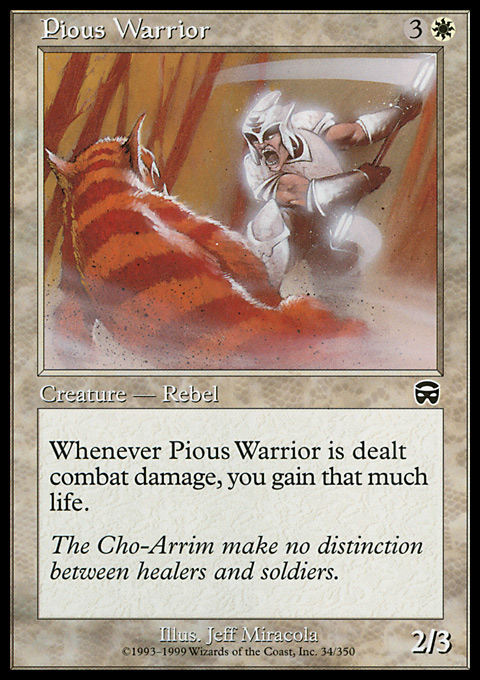 Pious Warrior 3
Creature — Rebel
Whenever Pious Warrior is dealt
combat damage, you gain that much
life.
The Cho-Arrim make no distinction
between healers and soldiers.
Illus. Jeff Miracola
©1993-1999 Wizards of the Coast, Inc. 34/350
2/3